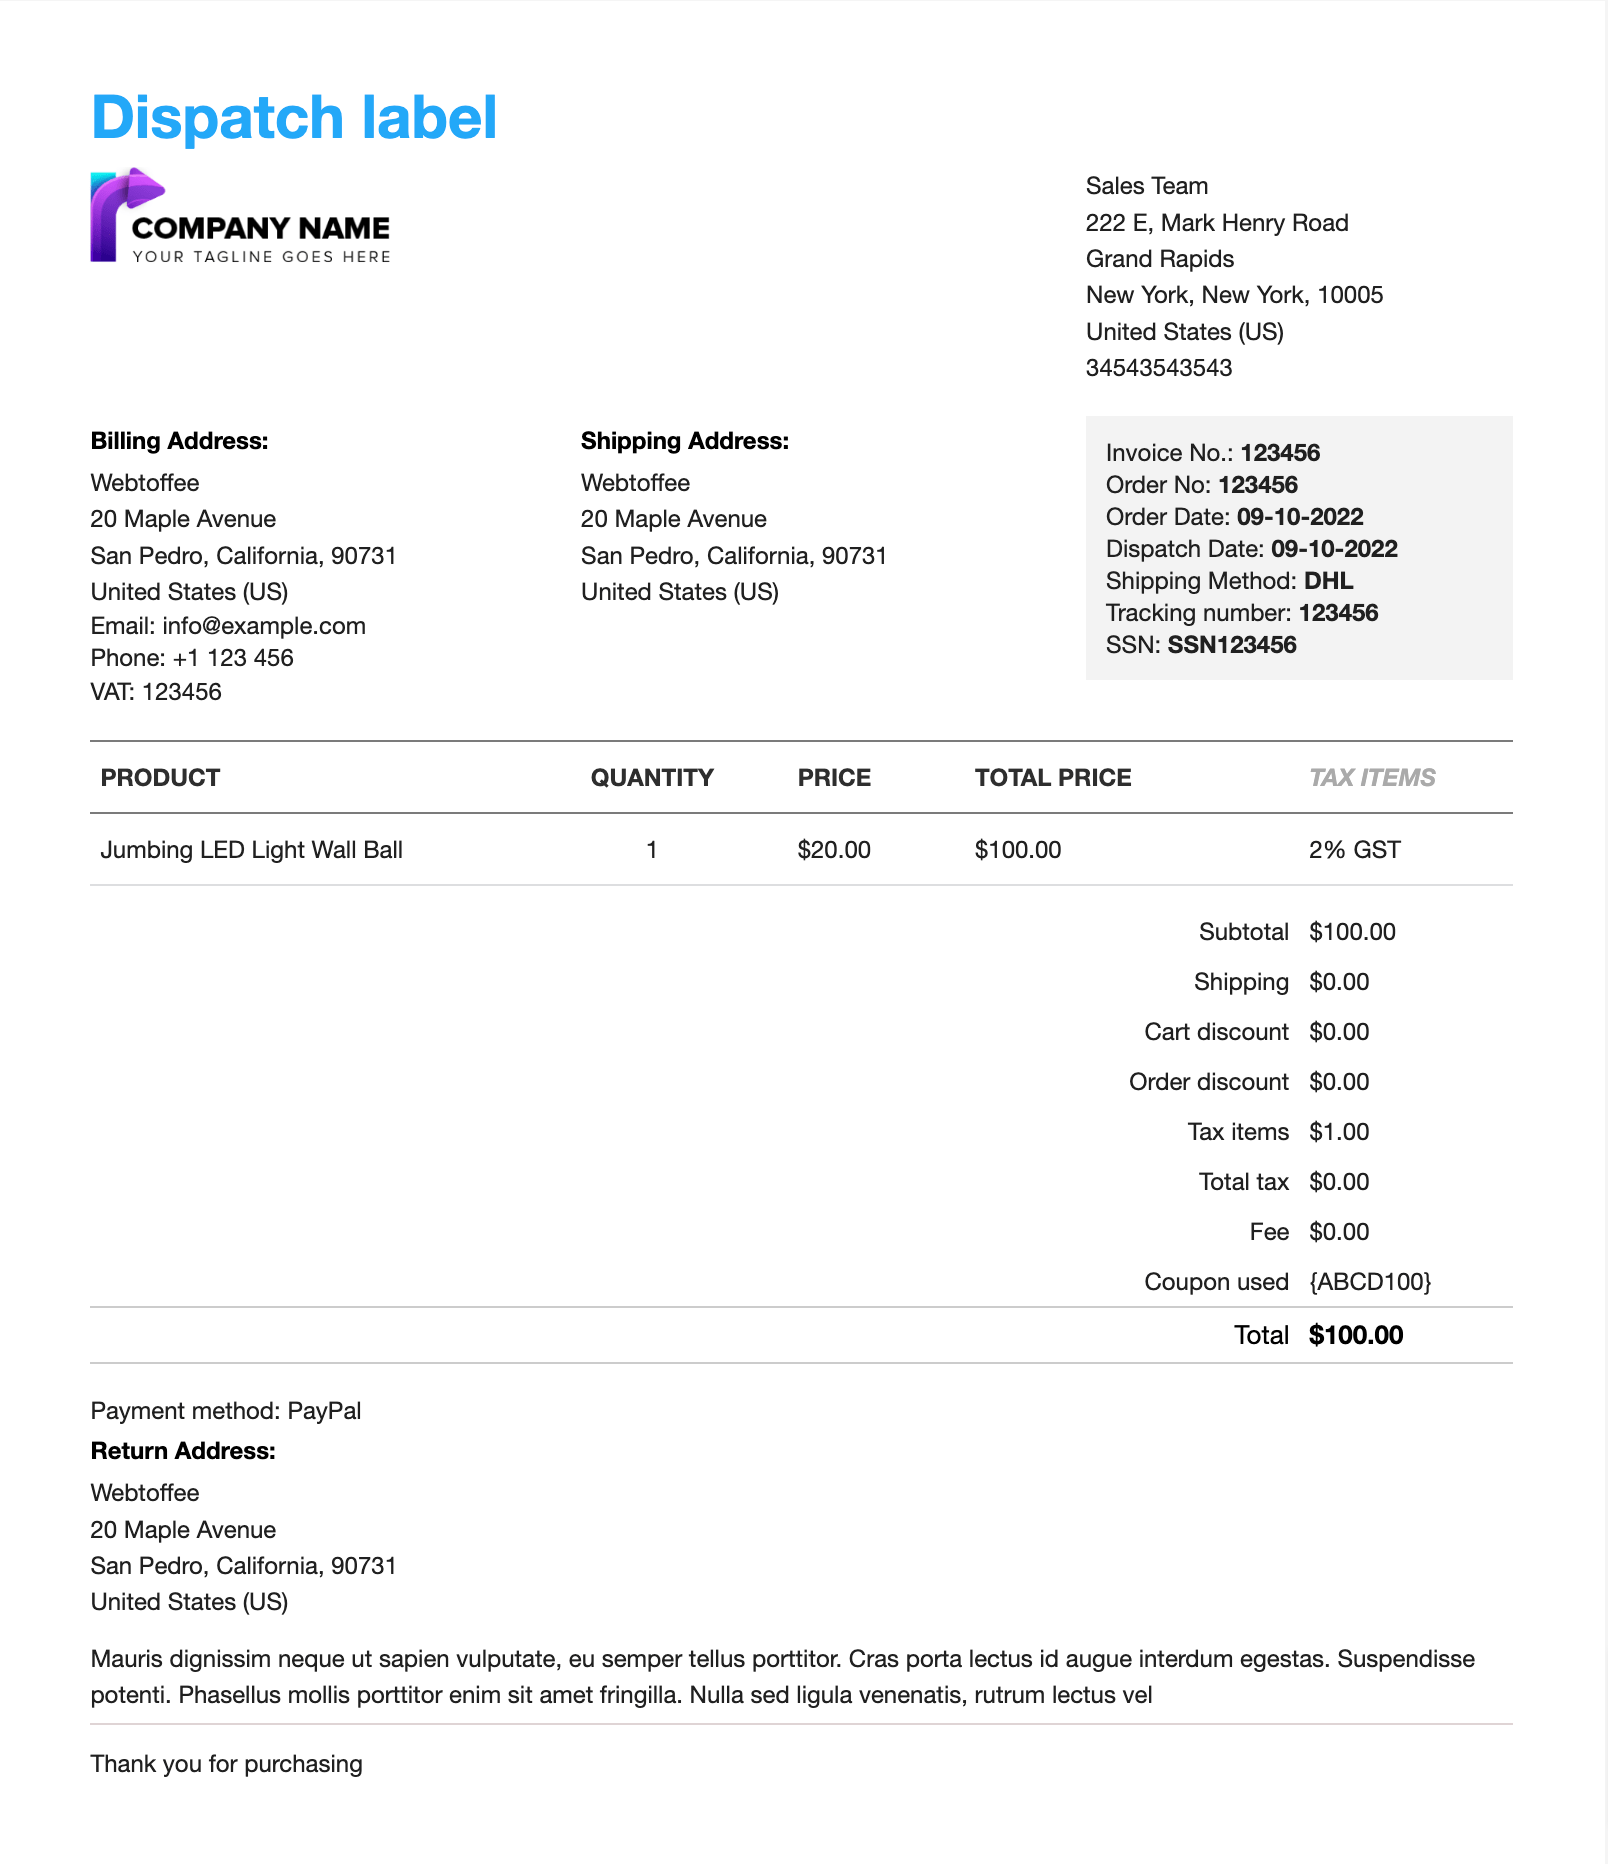 Dispatch label
COMPANY NAME
YOUR TAGLINE GOES HERE
Sales Team
222 E, Mark Henry Road
Grand Rapids
New York, New York, 10005
United States (US)
34543543543
Billing Address:
Webtoffee
20 Maple Avenue
San Pedro, California, 90731
United States (US)
Email: info@example.com
Phone: +1 123 456
VAT: 123456
Shipping Address:
Webtoffee
20 Maple Avenue
San Pedro, California, 90731
United States (US)
Invoice No.: 123456
Order No: 123456
Order Date: 09-10-2022
Dispatch Date: 09-10-2022
Shipping Method: DHL
Tracking number: 123456
SSN: SSN123456
PRODUCT QUANTITY PRICE TOTAL PRICE TAX ITEMS
Jumbing LED Light Wall Ball 1 $20.00 $100.00 2% GST
Subtotal $100.00
Shipping $0.00
Cart discount $0.00
Order discount $0.00
Tax items $1.00
Total tax $0.00
Fee $0.00
Coupon used {ABCD100}
Total $100.00
Payment method: PayPal
Return Address:
Webtoffee
20 Maple Avenue
San Pedro, California, 90731
United States (US)
Mauris dignissim neque ut sapien vulputate, eu semper tellus porttitor. Cras porta lectus id augue interdum egestas. Suspendisse
potenti. Phasellus mollis porttitor enim sit amet fringilla. Nulla sed ligula venenatis, rutrum lectus vel
Thank you for purchasing